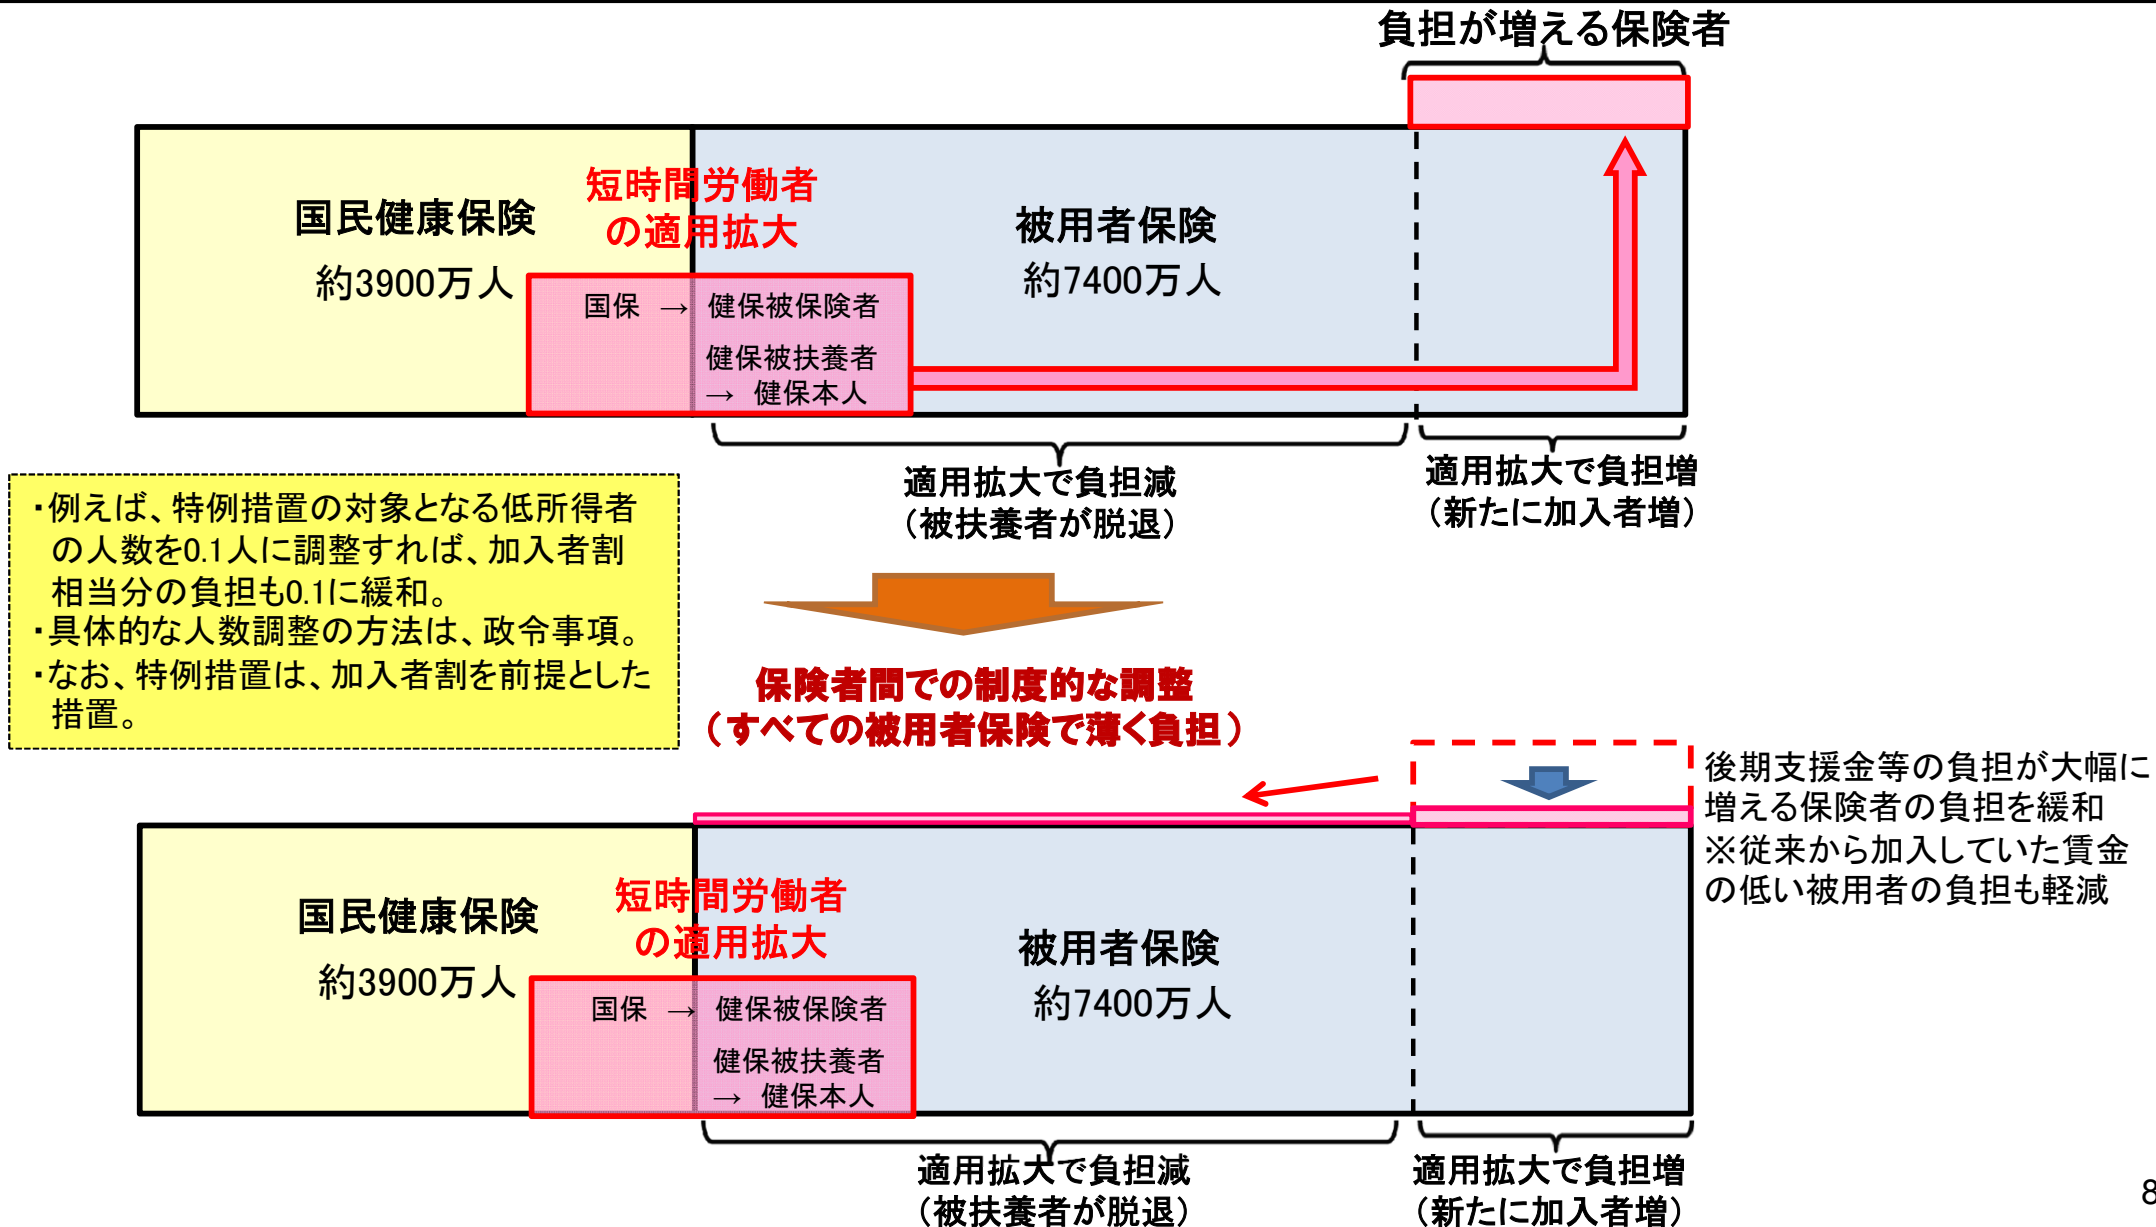 負担が増える保険者
国民健康保険
約3900万人
短時間労働者
の適用拡大
国保 → 健保被保険者
健保被扶養者
→ 健保本人
被用者保険
約7400万人
適用拡大で負担減
（被扶養者が脱退）
適用拡大で負担増
（新たに加入者増）
・例えば、特例措置の対象となる低所得者
の人数を0.1人に調整すれば、加入者割
相当分の負担も0.1に緩和。
・具体的な人数調整の方法は、政令事項。
・なお、特例措置は、加入者割を前提とした
措置。
保険者間での制度的な調整
（すべての被用者保険で薄く負担）
後期支援金等の負担が大幅に
増える保険者の負担を緩和
※従来から加入していた賃金
の低い被用者の負担も軽減
国民健康保険
約3900万人
短時間労働者
の適用拡大
国保 → 健保被保険者
健保被扶養者
→ 健保本人
被用者保険
約7400万人
適用拡大で負担減
（被扶養者が脱退）
適用拡大で負担増
（新たに加入者増）
8